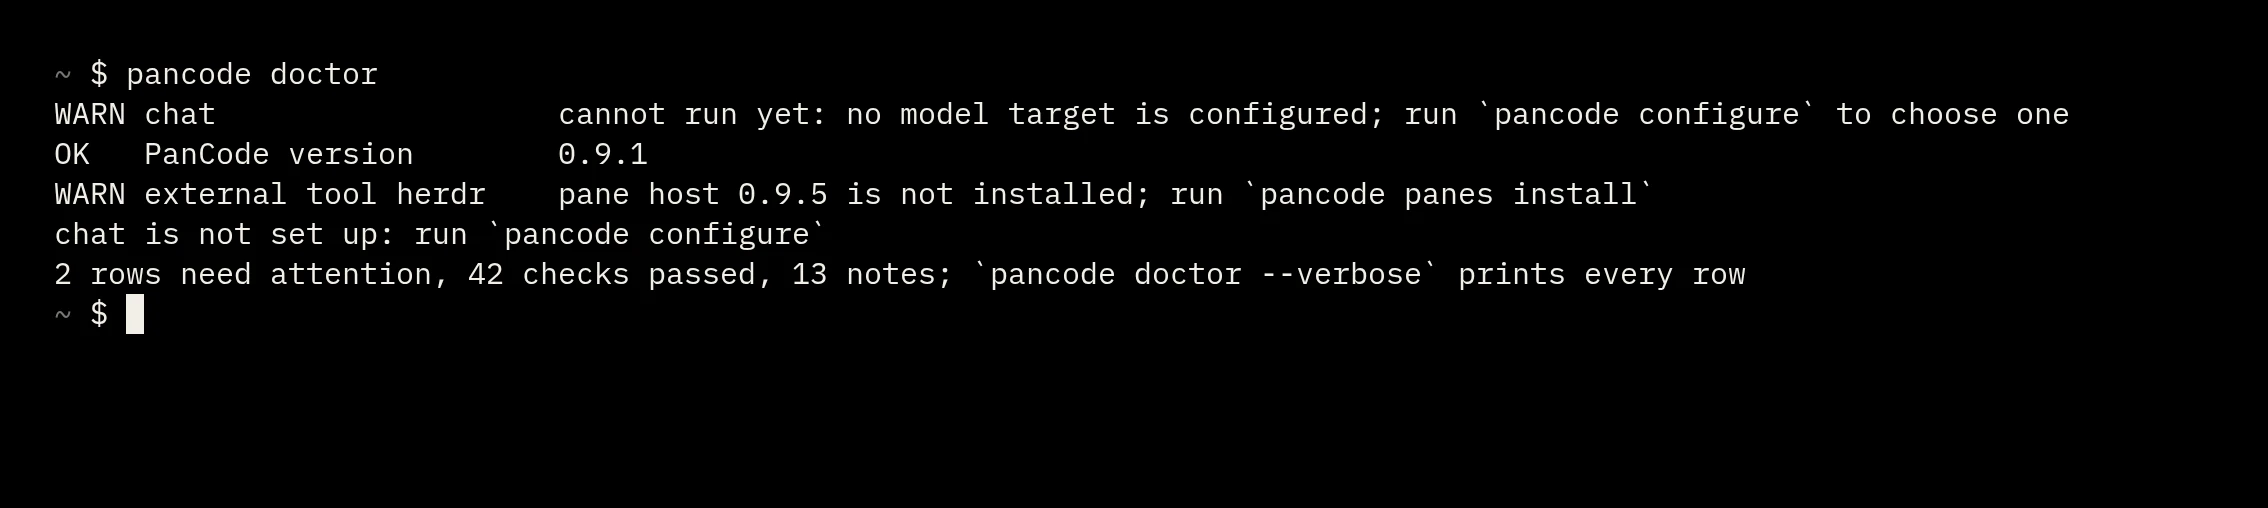 ~ $ pancode doctor
WARN chat                   cannot run yet: no model target is configured; run `pancode configure` to choose one
OK   PanCode version        0.9.1
WARN external tool herdr    pane host 0.9.5 is not installed; run `pancode panes install`
chat is not set up: run `pancode configure`
2 rows need attention, 42 checks passed, 13 notes; `pancode doctor --verbose` prints every row
~ $